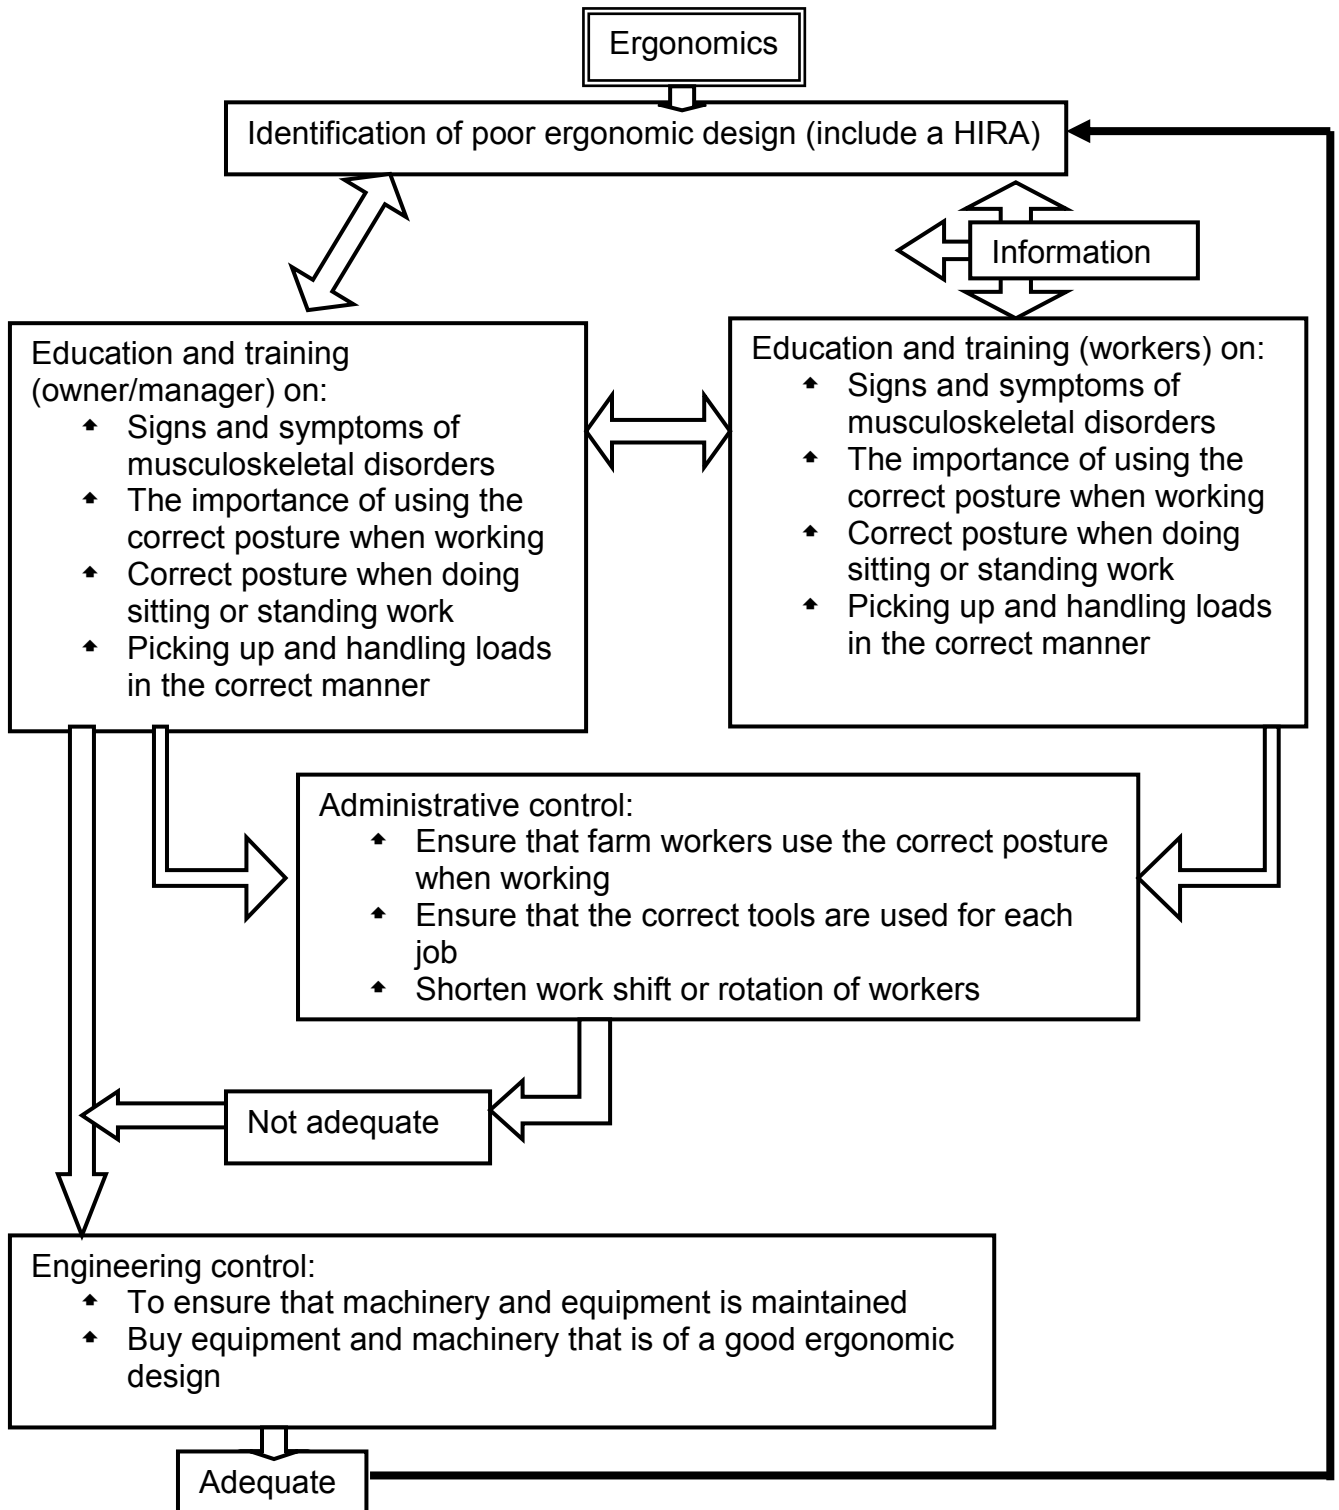 Ergonomics
Identification of poor ergonomic design (include a HIRA)
Information
Education and training
(owner/manager) on:
Signs and symptoms of
musculoskeletal disorders
The importance of using the
correct posture when working
Correct posture when doing
sitting or standing work
Picking up and handling loads
in the correct manner
Education and training (workers) on:
Signs and symptoms of
musculoskeletal disorders
The importance of using the
correct posture when working
Correct posture when doing
sitting or standing work
Picking up and handling loads
in the correct manner
Administrative control:
Ensure that farm workers use the correct posture
when working
Ensure that the correct tools are used for each
job
Shorten work shift or rotation of workers
Not adequate
Engineering control:
To ensure that machinery and equipment is maintained
Buy equipment and machinery that is of a good ergonomic
design
Adequate